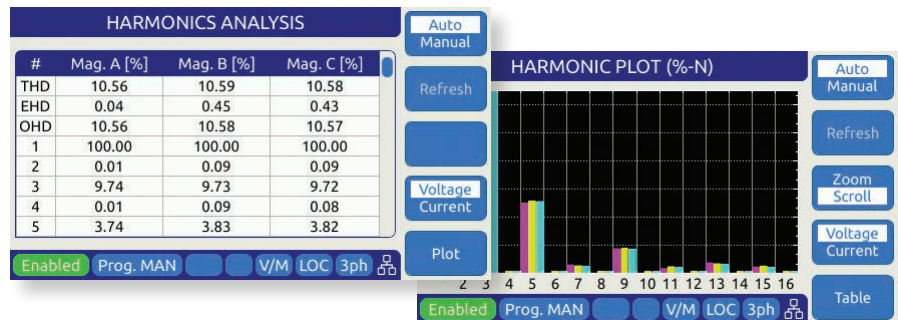 HARMONICS ANALYSIS
Auto
Manual
# Mag. A [%] Mag. B [%] Mag. C [%]
THD 10.56 10.59 10.58
EHD 0.04 0.45 0.43
OHD 10.56 10.58 10.57
1 100.00 100.00 100.00
2 0.01 0.09 0.09
3 9.74 9.73 9.72
4 0.01 0.09 0.08
5 3.74 3.83 3.82
Refresh
Voltage
Current
Plot
Enabled Prog. MAN V/M LOC 3ph
HARMONIC PLOT (%-N)
Auto
Manual
Refresh
Zoom
Scroll
Voltage
Current
Table
2 3 4 5 6 7 8 9 10 11 12 13 14 15 16
Enabled Prog. MAN V/M LOC 3ph